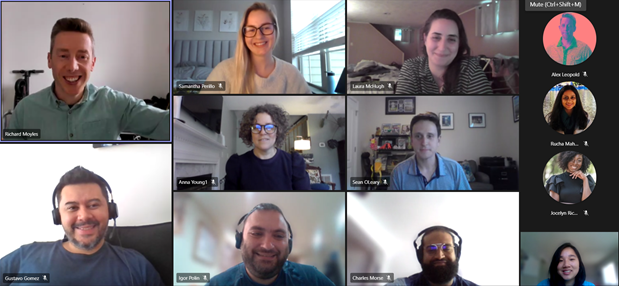 Mute (Ctrl+Shift+M)
Samantha Perillo
Laura McHugh
Alex Leopold
Richard Moyles
Rucha Mah...
Anna Young1
Sean OLeary
Jocelyn Ric...
Gustavo Gomez
Igor Polin
Charles Morse